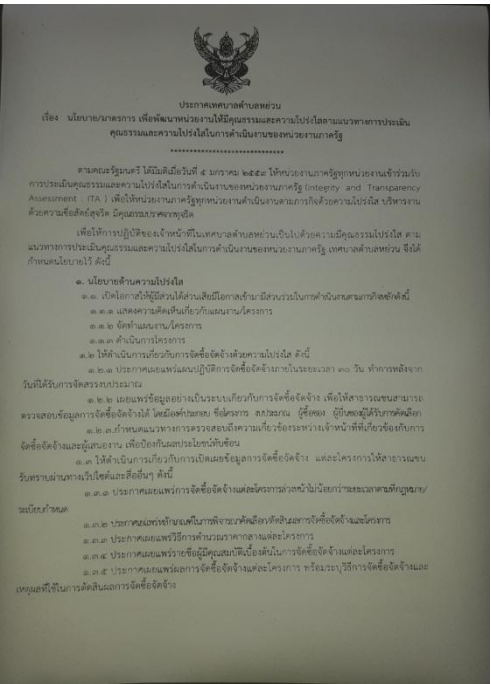 ประกาศเทศบาลตำบลหย่วน
เรื่อง นโยบาย/มาตรการ เพื่อพัฒนาหน่วยงานให้มีคุณธรรมและความโปร่งใสตามแนวทางการประเมิน
คุณธรรมและความโปร่งใสในการดำเนินงานของหน่วยงานภาครัฐ
******************************
ตามคณะรัฐมนตรี ได้มีมติเมื่อวันที่ ๕ มกราคม ๒๕๕๙ ให้หน่วยงานภาครัฐทุกหน่วยงานเข้าร่วมรับ
การประเมินคุณธรรมและความโปร่งใสในการดำเนินงานของหน่วยงานภาครัฐ (Integrity and Transparency
Assessment : ITA ) เพื่อให้หน่วยงานภาครัฐทุกหน่วยงานดำเนินงานตามภารกิจด้วยความโปร่งใส บริหารงาน
ด้วยความซื่อสัตย์สุจริต มีคุณธรรมปราศจากทุจริต
เพื่อให้การปฏิบัติของเจ้าหน้าที่ในเทศบาลตำบลหย่วนเป็นไปด้วยความมีคุณธรรมโปร่งใส ตาม
แนวทางการประเมินคุณธรรมและความโปร่งใสในการดำเนินงานของหน่วยงานภาครัฐ เทศบาลตำบลหย่วน จึงได้
กำหนดนโยบายไว้ ดังนี้
๑. นโยบายด้านความโปร่งใส
๑.๑. เปิดโอกาสให้ผู้มีส่วนได้ส่วนเสียมีโอกาสเข้ามามีส่วนร่วมในการดำเนินงานตามภารกิจหลักดังนี้
๑.๑.๑ แสดงความคิดเห็นเกี่ยวกับแผนงาน/โครงการ
๑.๑.๒ จัดทำแผนงาน/โครงการ
๑.๑.๓ ดำเนินการโครงการ
๑.๒ ให้ดำเนินการเกี่ยวกับการจัดซื้อจัดจ้างด้วยความโปร่งใส ดังนี้
๑.๒.๑ ประกาศเผยแพร่แผนปฏิบัติการจัดซื้อจัดจ้างภายในระยะเวลา ๓๐ วัน ทำการหลังจาก
วันที่ได้รับการจัดสรรงบประมาณ
๑.๒.๒ เผยแพร่ข้อมูลอย่างเป็นระบบเกี่ยวกับการจัดซื้อจัดจ้าง เพื่อให้สาธารณชนสามารถ
ตรวจสอบข้อมูลการจัดซื้อจัดจ้างได้ โดยมีองค์ประกอบ ชื่อโครงการ งบประมาณ ผู้ซื้อซอง ผู้ยื่นซองผู้ได้รับการคัดเลือก
๑.๒.๓.กำหนดแนวทางการตรวจสอบถึงความเกี่ยวข้องระหว่างเจ้าหน้าที่ที่เกี่ยวข้องกับการ
จัดซื้อจัดจ้างและผู้เสนองาน เพื่อป้องกันผลประโยชน์ทับซ้อน
๑.๓ ให้ดำเนินการเกี่ยวกับการเปิดเผยข้อมูลการจัดซื้อจัดจ้าง แต่ละโครงการให้สาธารณชน
รับทราบผ่านทางเว็ปไซต์และสื่ออื่นๆ ดังนี้
๑.๓.๑ ประกาศเผยแพร่การจัดซื้อจัดจ้างแต่ละโครงการล่วงหน้าไม่น้อยกว่าระยะเวลาตามที่กฎหมาย/
ระเบียบกำหนด
๑.๓.๒ ประกาศเผยแพร่หลักเกณฑ์ในการพิจารณาคัดเลือก/ตัดสินผลการจัดซื้อจัดจ้างและโครงการ
๑.๓.๓ ประกาศเผยแพร่วิธีการคำนวณราคากลางแต่ละโครงการ
๑.๓.๔ ประกาศเผยแพร่รายชื่อผู้มีคุณสมบัติเบื้องต้นในการจัดซื้อจัดจ้างแต่ละโครงการ
๑.๓.๕ ประกาศเผยแพร่ผลการจัดซื้อจัดจ้างแต่ละโครงการ พร้อมระบุวิธีการจัดซื้อจัดจ้างและ
เหตุผลที่ใช้ในการตัดสินผลการจัดซื้อจัดจ้าง